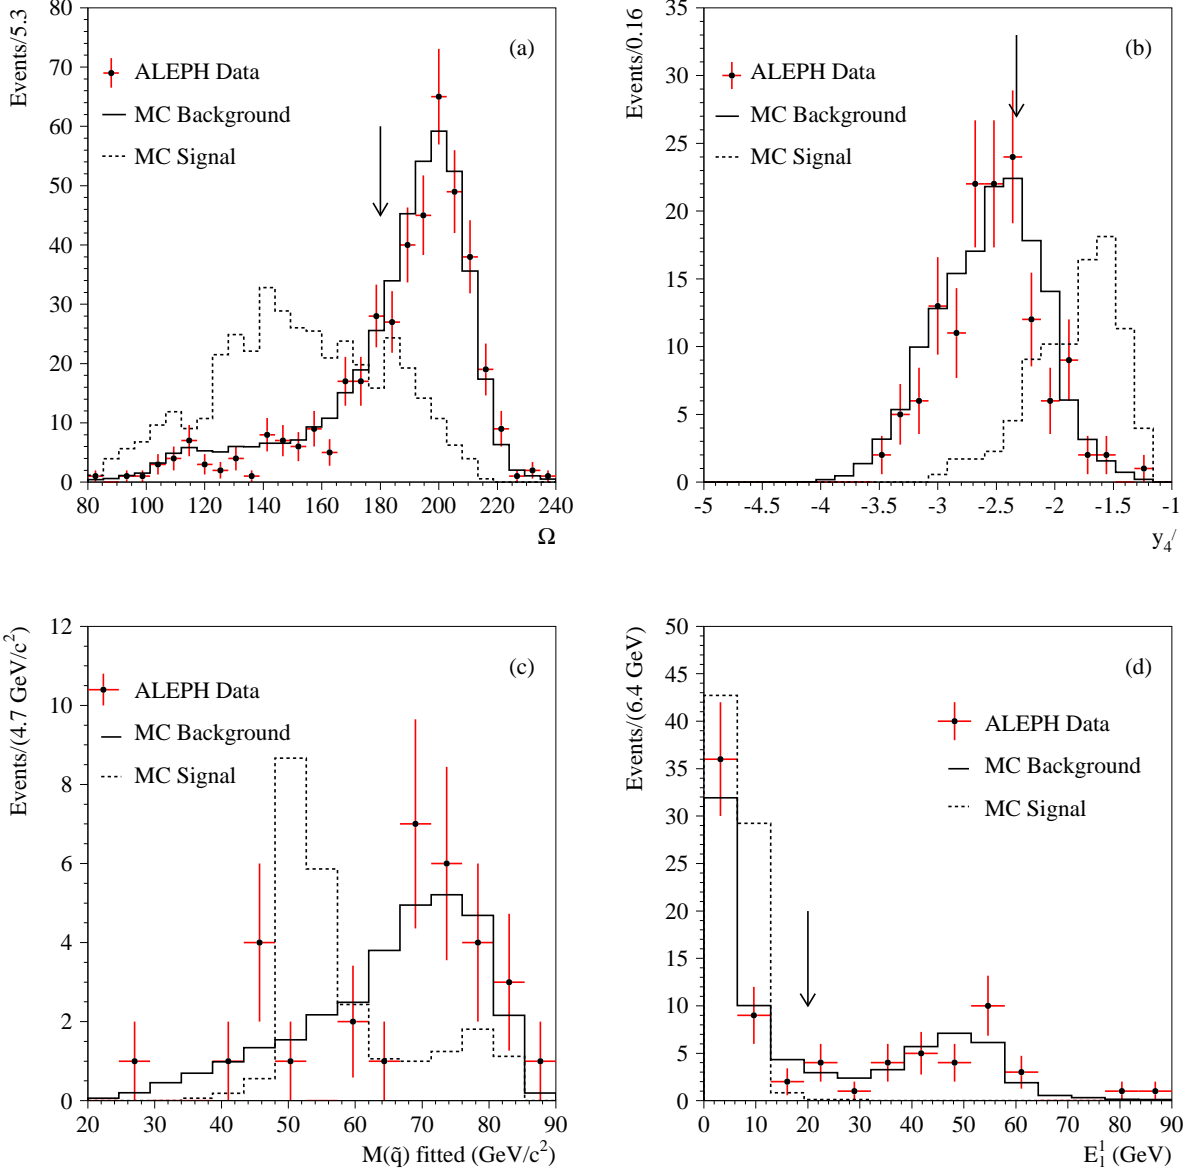 Events/5.3
80
70
60
50
40
30
20
10
0
80 100 120 140 160 180 200 220 240
Ω
(a)
ALEPH Data
MC Background
MC Signal
Events/0.16
35
30
25
20
15
10
5
0
-5 -4.5 -4 -3.5 -3 -2.5 -2 -1.5 -1
y4/
(b)
ALEPH Data
MC Background
MC Signal
Events/(4.7 GeV/c²)
12
10
8
6
4
2
0
20 30 40 50 60 70 80 90
M(q̃) fitted (GeV/c²)
(c)
ALEPH Data
MC Background
MC Signal
Events/(6.4 GeV)
50
45
40
35
30
25
20
15
10
5
0
0 10 20 30 40 50 60 70 80 90
E¹₁ (GeV)
(d)
ALEPH Data
MC Background
MC Signal